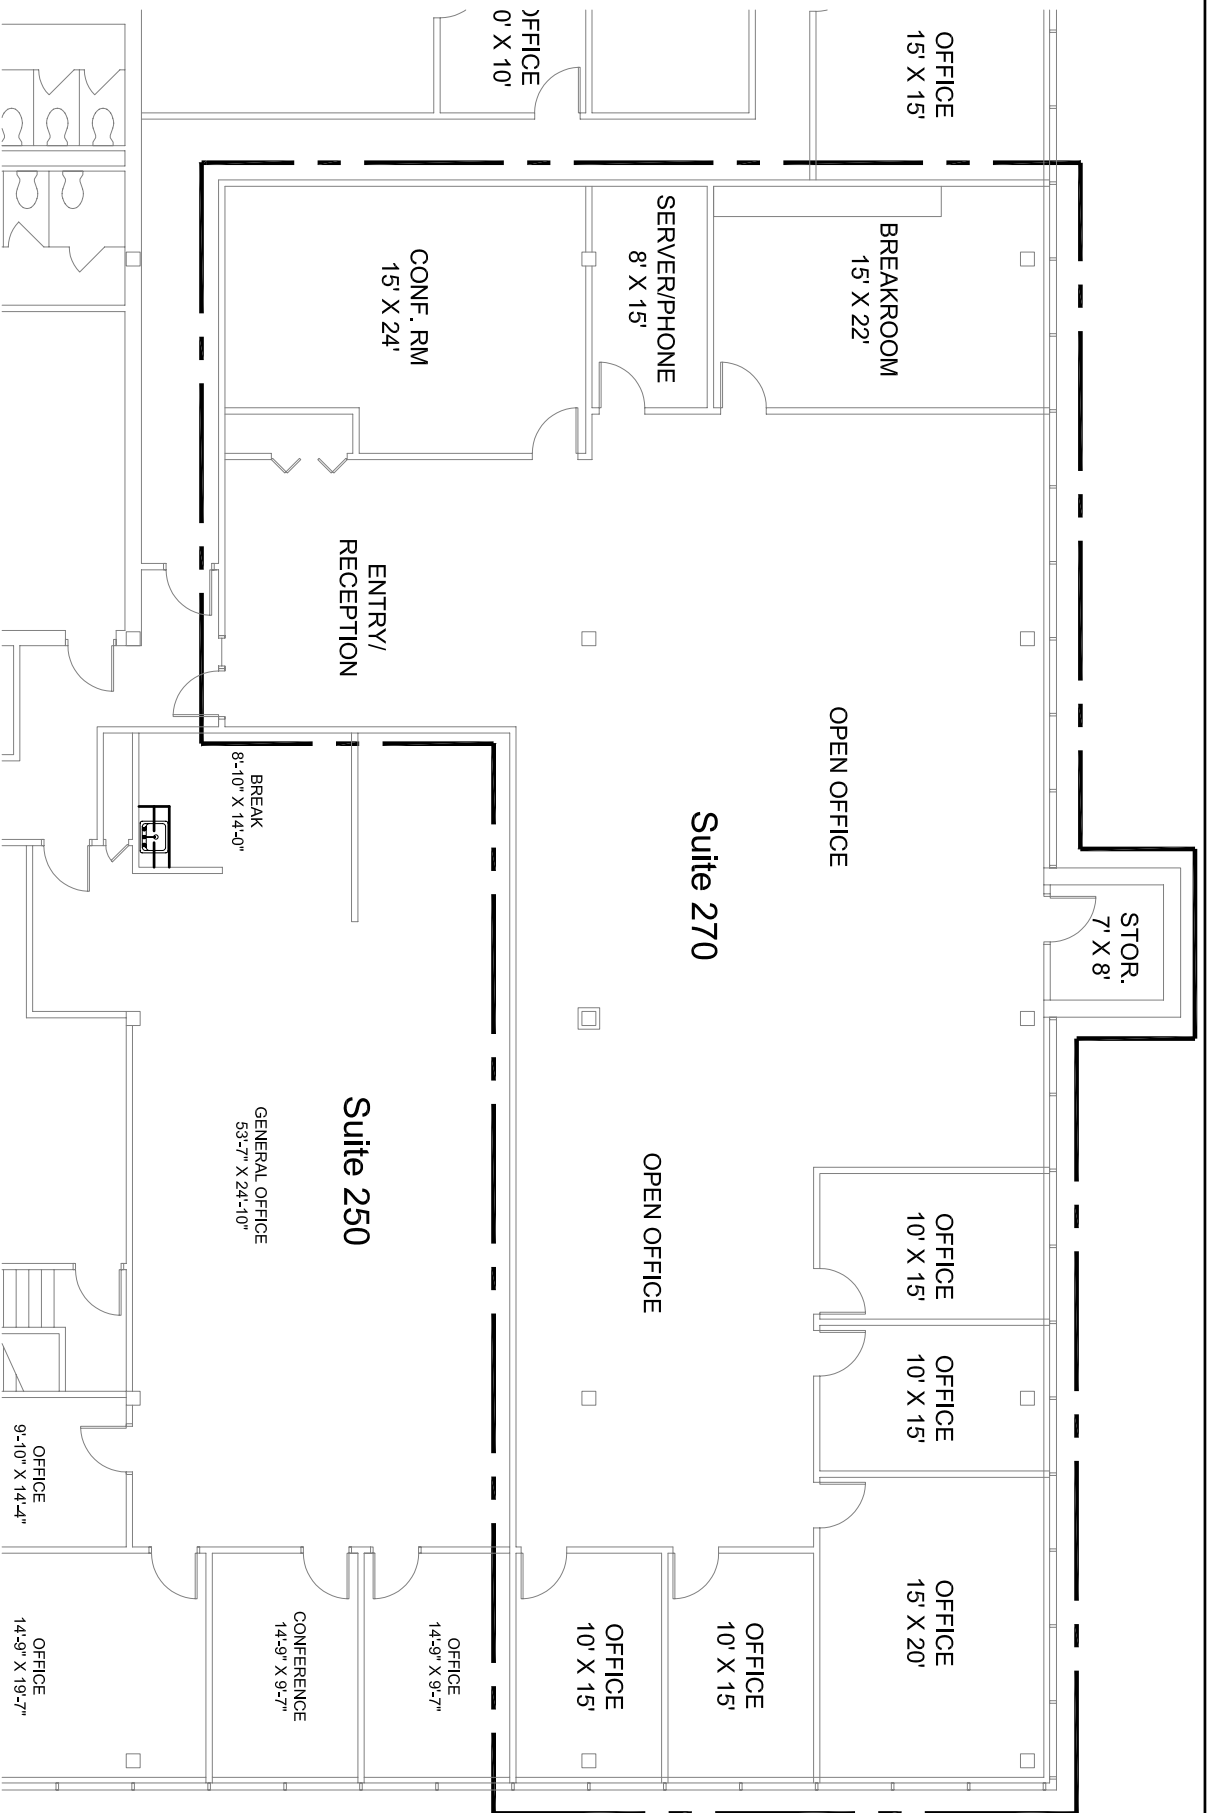 OFFICE
15' X 15'
OFFICE
0' X 10'
BREAKROOM
15' X 22'
SERVER/PHONE
8' X 15'
CONF. RM
15' X 24'
ENTRY/
RECEPTION
OPEN OFFICE
Suite 270
STOR.
7' X 8'
BREAK
8'-10" X 14'-0"
Suite 250
GENERAL OFFICE
53'-7" X 24'-10"
OPEN OFFICE
OFFICE
10' X 15'
OFFICE
10' X 15'
OFFICE
15' X 20'
OFFICE
10' X 15'
OFFICE
10' X 15'
OFFICE
14'-9" X 9'-7"
CONFERENCE
14'-9" X 9'-7"
OFFICE
9'-10" X 14'-4"
OFFICE
14'-9" X 19'-7"